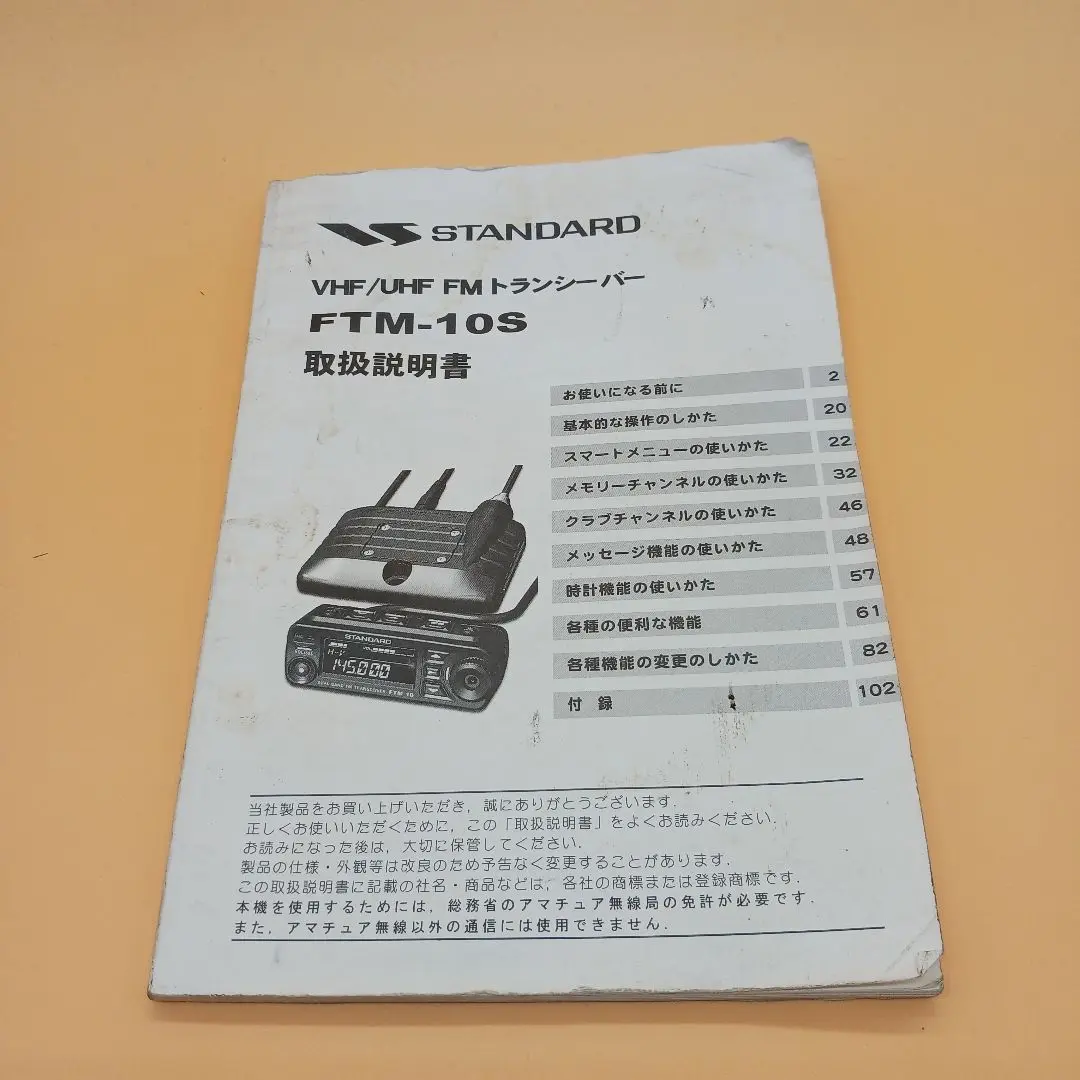 STANDARD
VHF/UHF FMトランシーバー
FTM-10S
取扱説明書
お使いになる前に 2
基本的な操作のしかた 20
スマートメニューの使いかた 22
メモリーチャンネルの使いかた 32
クラブチャンネルの使いかた 46
メッセージ機能の使いかた 48
時計機能の使いかた 57
各種の便利な機能 61
各種機能の変更のしかた 82
付 録 102
STANDARD
145.000
DUAL BAND FM TRANSCEIVER FTM-10
当社製品をお買い上げいただき,誠にありがとうございます.
正しくお使いいただくために,この「取扱説明書」をよくお読みください.
お読みになった後は,大切に保管してください.
製品の仕様・外観等は改良のため予告なく変更することがあります.
この取扱説明書に記載の社名・商品名などは,各社の商標または登録商標です.
本機を使用するためには,総務省のアマチュア無線局の免許が必要です.
また,アマチュア無線以外の通信には使用できません.